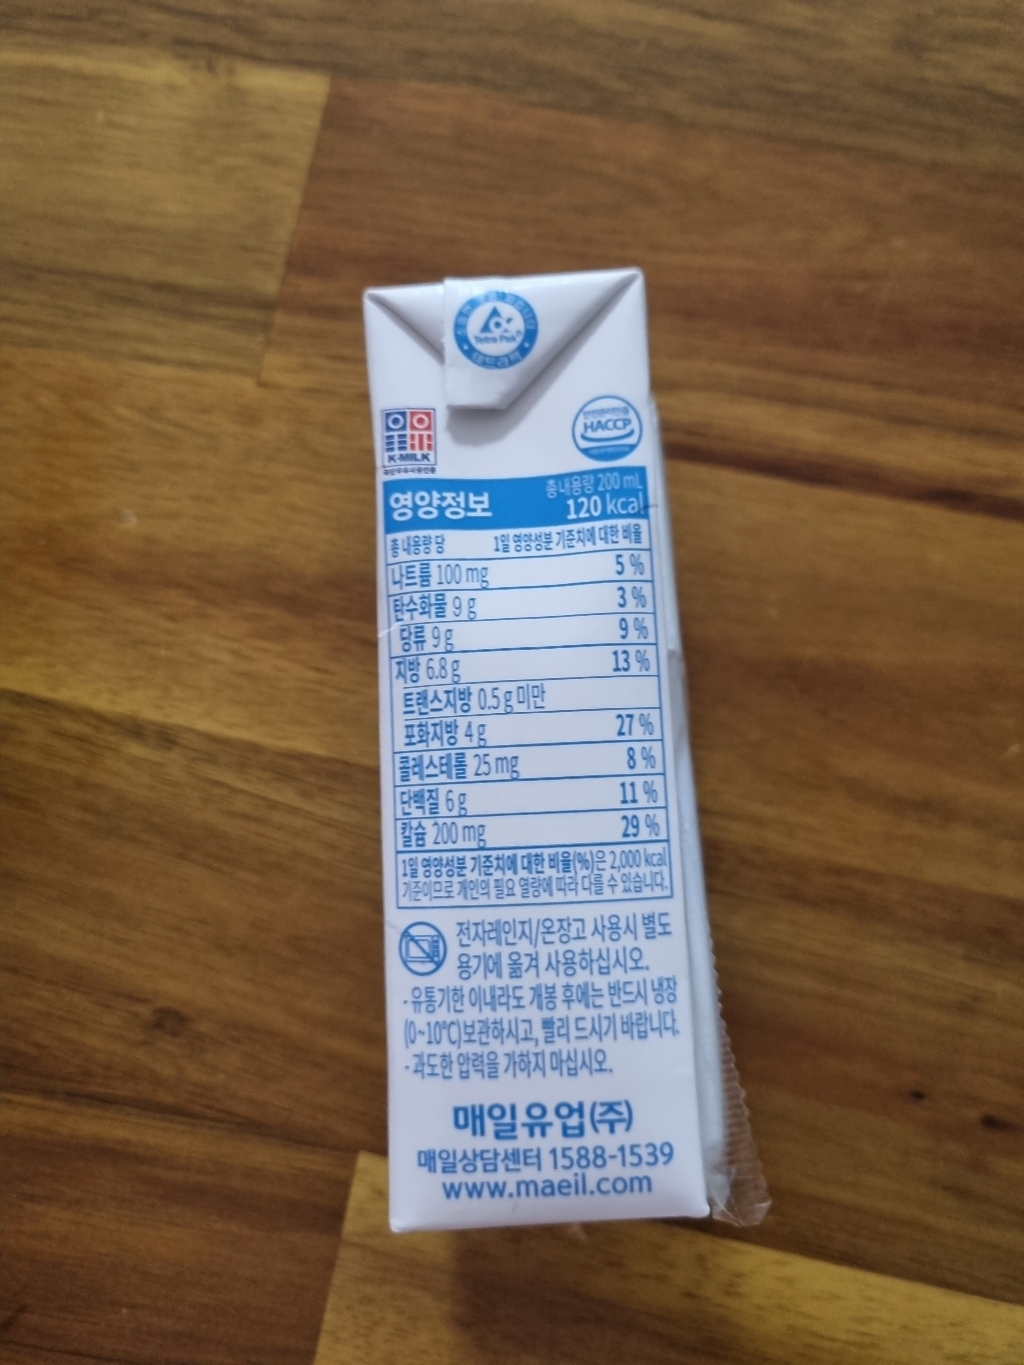 Tetra Pak®
테트라팩
K-MILK
HACCP
영양정보
총 내용량 200 mL
120 kcal
총 내용량 당 1일 영양성분 기준치에 대한 비율
나트륨 100 mg 5 %
탄수화물 9 g 3 %
당류 9 g 9 %
지방 6.8 g 13 %
트랜스지방 0.5 g 미만
포화지방 4 g 27 %
콜레스테롤 25 mg 8 %
단백질 6 g 11 %
칼슘 200 mg 29 %
1일 영양성분 기준치에 대한 비율(%)은 2,000 kcal
기준이므로 개인의 필요 열량에 따라 다를 수 있습니다.
전자레인지/온장고 사용시 별도
용기에 옮겨 사용하십시오.
- 유통기한 이내라도 개봉 후에는 반드시 냉장
(0~10℃)보관하시고, 빨리 드시기 바랍니다.
- 과도한 압력을 가하지 마십시오.
매일유업(주)
매일상담센터 1588-1539
www.maeil.com